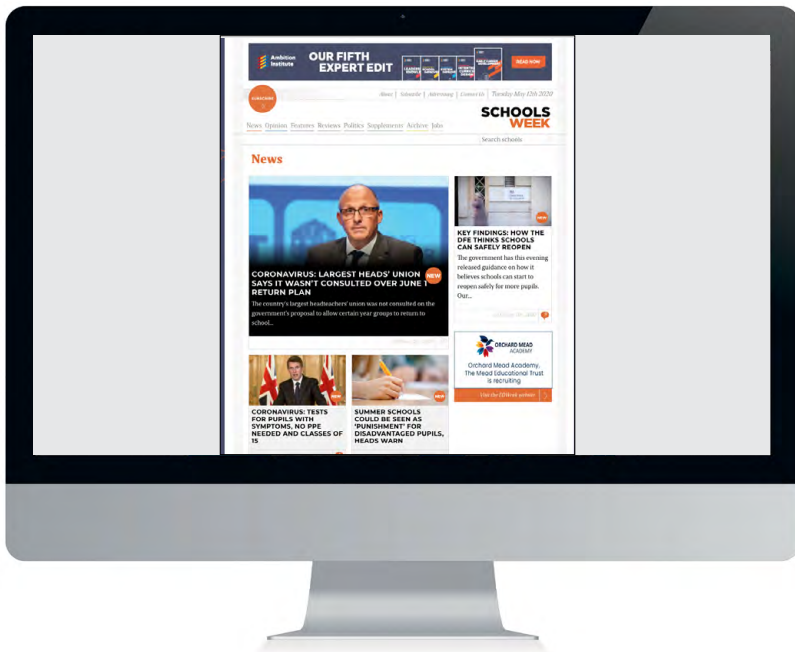 Ambition
Institute
OUR FIFTH
EXPERT EDIT
READ NOW
SUBSCRIBE
About | Subscribe | Advertising | Contact Us | Tuesday May 12th 2020
SCHOOLS
WEEK
News Opinion Features Reviews Politics Supplements Archive Jobs
Search schools
News
NEW
CORONAVIRUS: LARGEST HEADS' UNION
SAYS IT WASN'T CONSULTED OVER JUNE 1
RETURN PLAN
The country's largest headteachers' union was not consulted on the
government's proposal to allow certain year groups to return to
school...
NEW
KEY FINDINGS: HOW THE
DFE THINKS SCHOOLS
CAN SAFELY REOPEN
The government has this evening
released guidance on how it
believes schools can start to
reopen safely for more pupils.
Our...
ORCHARD MEAD
ACADEMY
Orchard Mead Academy,
The Mead Educational Trust
is recruiting
NEW
CORONAVIRUS: TESTS
FOR PUPILS WITH
SYMPTOMS, NO PPE
NEEDED AND CLASSES OF
15
NEW
SUMMER SCHOOLS
COULD BE SEEN AS
'PUNISHMENT' FOR
DISADVANTAGED PUPILS,
HEADS WARN